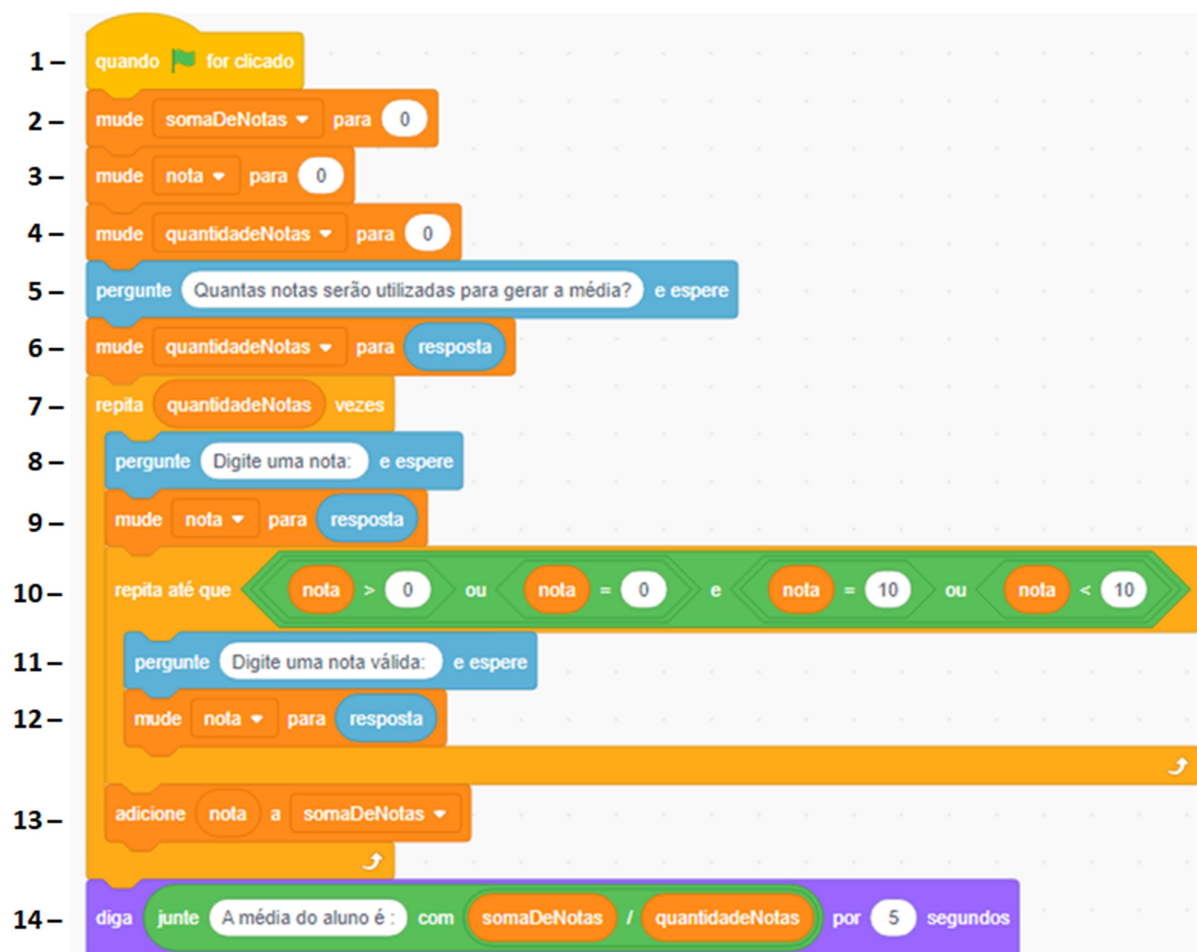 1 – quando for clicado
2 – mude somaDeNotas para 0
3 – mude nota para 0
4 – mude quantidadeNotas para 0
5 – pergunte Quantas notas serão utilizadas para gerar a média? e espere
6 – mude quantidadeNotas para resposta
7 – repita quantidadeNotas vezes
8 – pergunte Digite uma nota: e espere
9 – mude nota para resposta
10 – repita até que nota > 0 ou nota = 0 e nota = 10 ou nota < 10
11 – pergunte Digite uma nota válida: e espere
12 – mude nota para resposta
13 – adicione nota a somaDeNotas
14 – diga junte A média do aluno é : com somaDeNotas / quantidadeNotas por 5 segundos